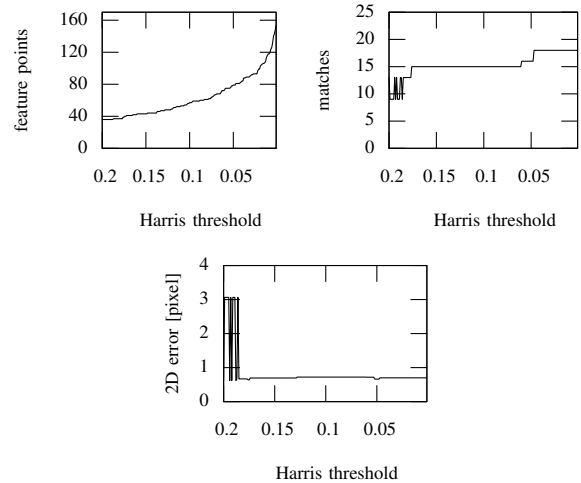 feature points
160
120
80
40
0
0.2 0.15 0.1 0.05
Harris threshold
matches
25
20
15
10
5
0
0.2 0.15 0.1 0.05
Harris threshold
2D error [pixel]
4
3
2
1
0
0.2 0.15 0.1 0.05
Harris threshold